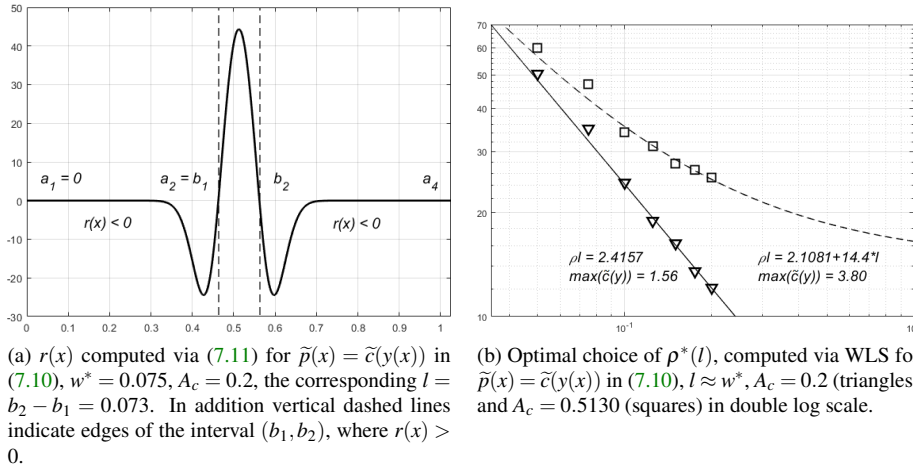 50
40
30
20
10
0
-10
-20
-30
a₁ = 0
a₂ = b₁
b₂
a₄
r(x) < 0
r(x) < 0
0 0.1 0.2 0.3 0.4 0.5 0.6 0.7 0.8 0.9 1
(a) r(x) computed via (7.11) for p̃(x) = c̃(y(x)) in
(7.10), w* = 0.075, A_c = 0.2, the corresponding l =
b₂ − b₁ = 0.073. In addition vertical dashed lines
indicate edges of the interval (b₁,b₂), where r(x) >
0.
70
60
50
40
30
20
10
ρl = 2.4157
max(c̃(y)) = 1.56
ρl = 2.1081+14.4*l
max(c̃(y)) = 3.80
10⁻¹
(b) Optimal choice of ρ*(l), computed via WLS fo
p̃(x) = c̃(y(x)) in (7.10), l ≈ w*, A_c = 0.2 (triangles
and A_c = 0.5130 (squares) in double log scale.